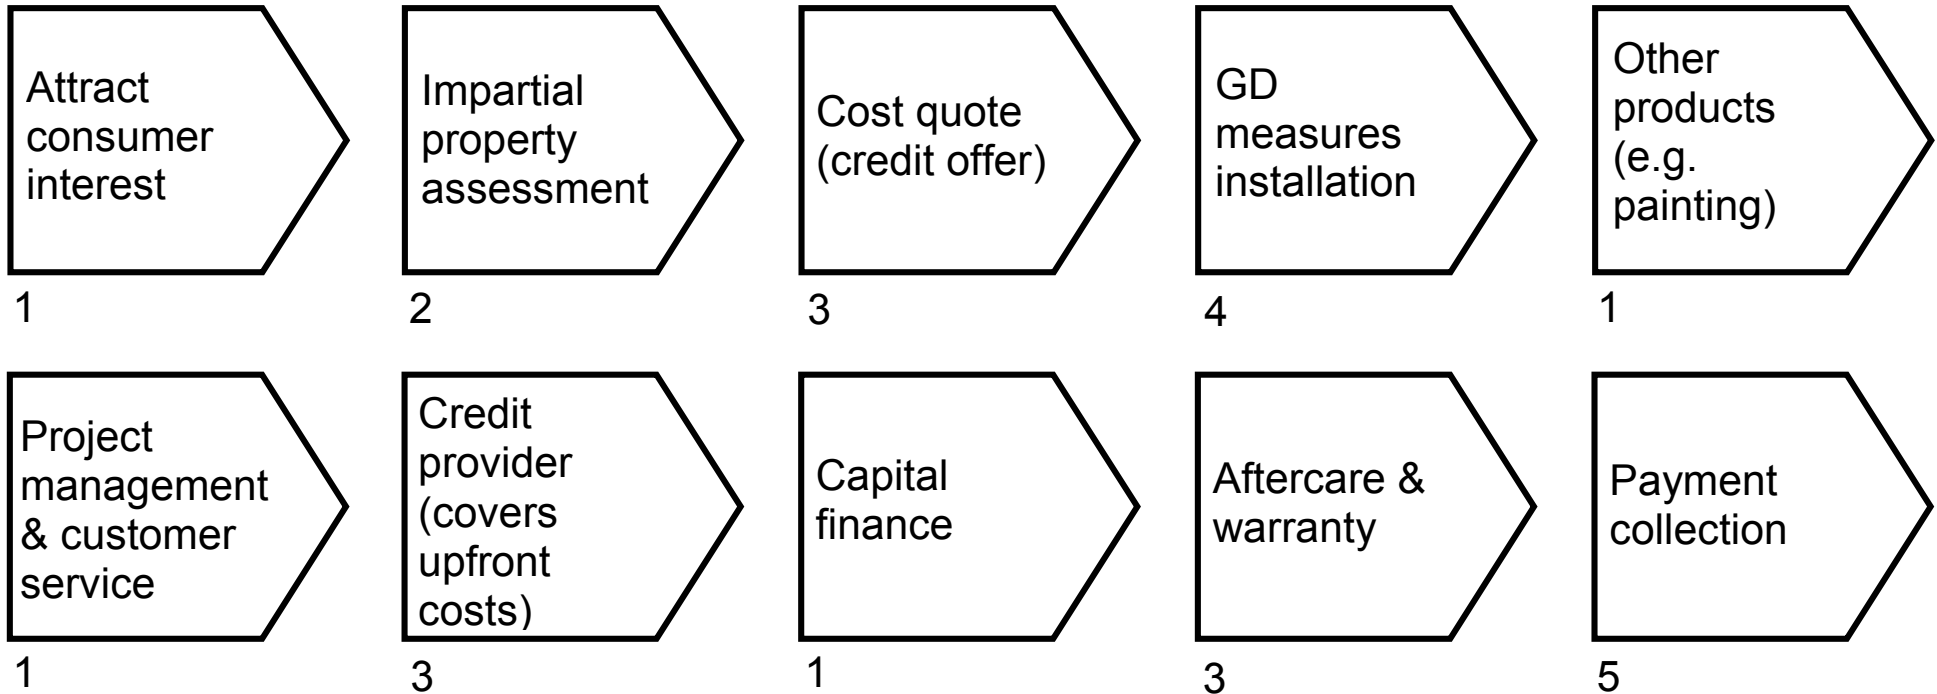 Attract
consumer
interest
1
Impartial
property
assessment
2
Cost quote
(credit offer)
3
GD
measures
installation
4
Other
products
(e.g.
painting)
1
Project
management
& customer
service
1
Credit
provider
(covers
upfront
costs)
3
Capital
finance
1
Aftercare &
warranty
3
Payment
collection
5